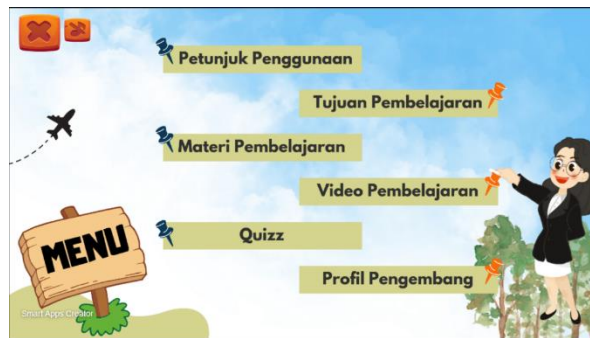 Petunjuk Penggunaan
Tujuan Pembelajaran
Materi Pembelajaran
Video Pembelajaran
Quizz
Profil Pengembang
MENU
Smart Apps Creator